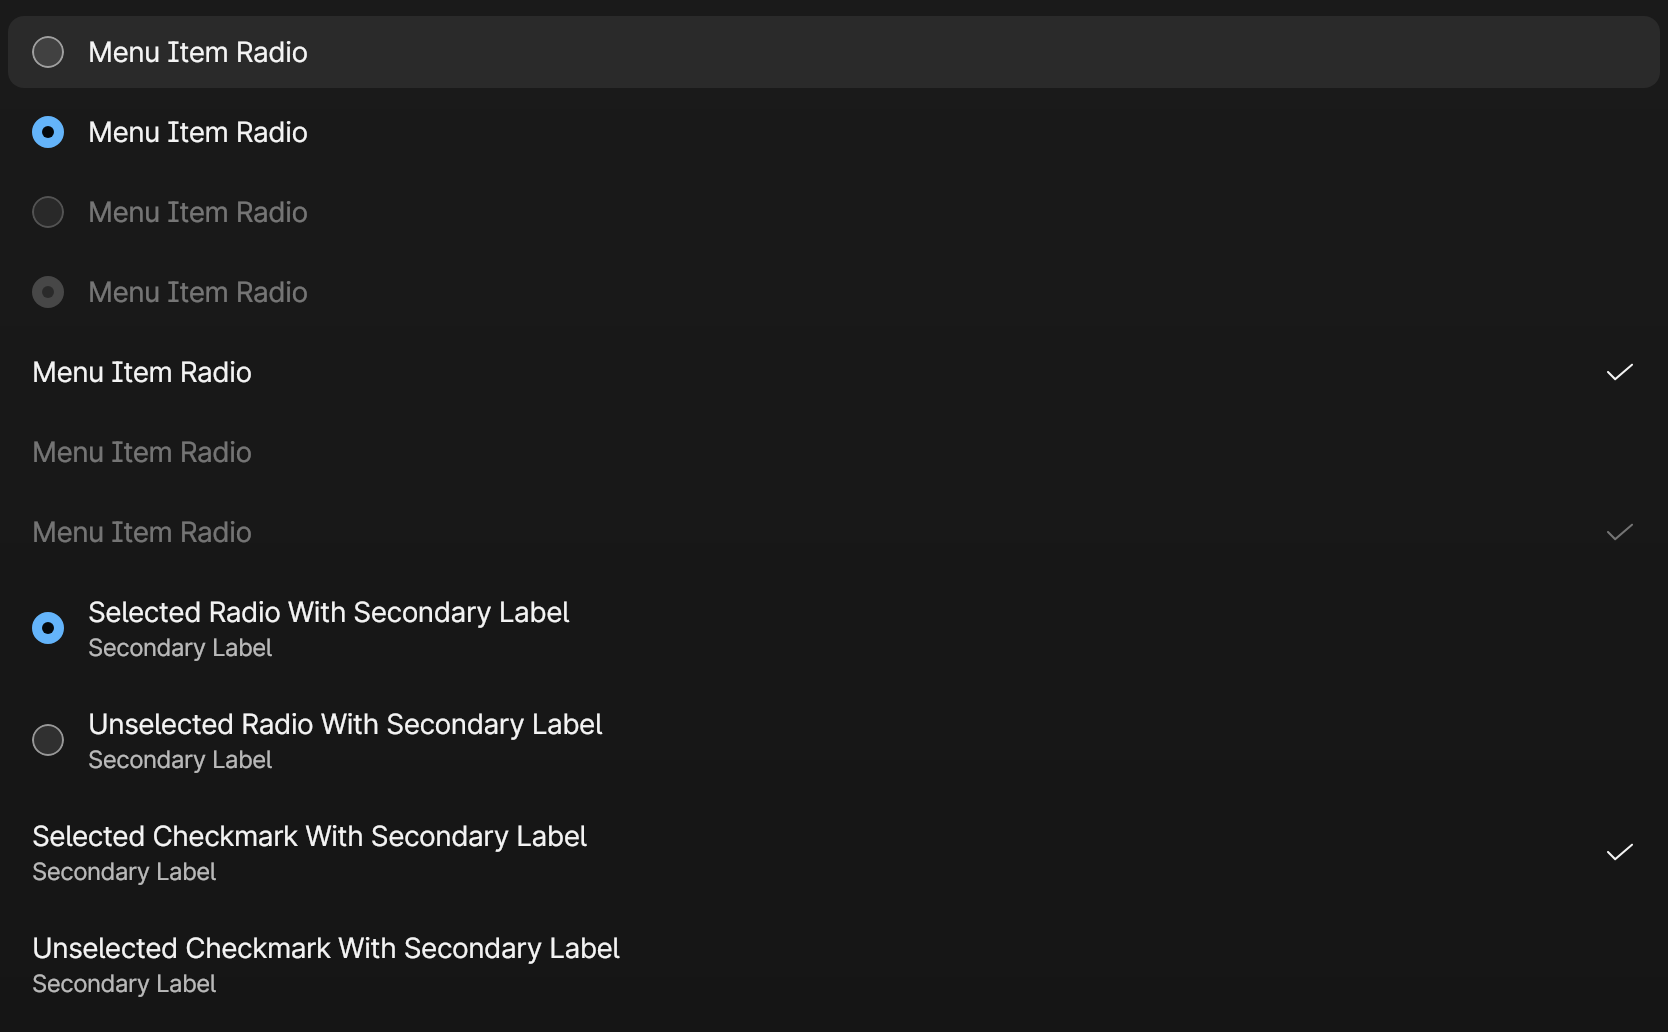 Menu Item Radio
Menu Item Radio
Menu Item Radio
Menu Item Radio
Menu Item Radio
Menu Item Radio
Menu Item Radio
Selected Radio With Secondary Label
Secondary Label
Unselected Radio With Secondary Label
Secondary Label
Selected Checkmark With Secondary Label
Secondary Label
Unselected Checkmark With Secondary Label
Secondary Label